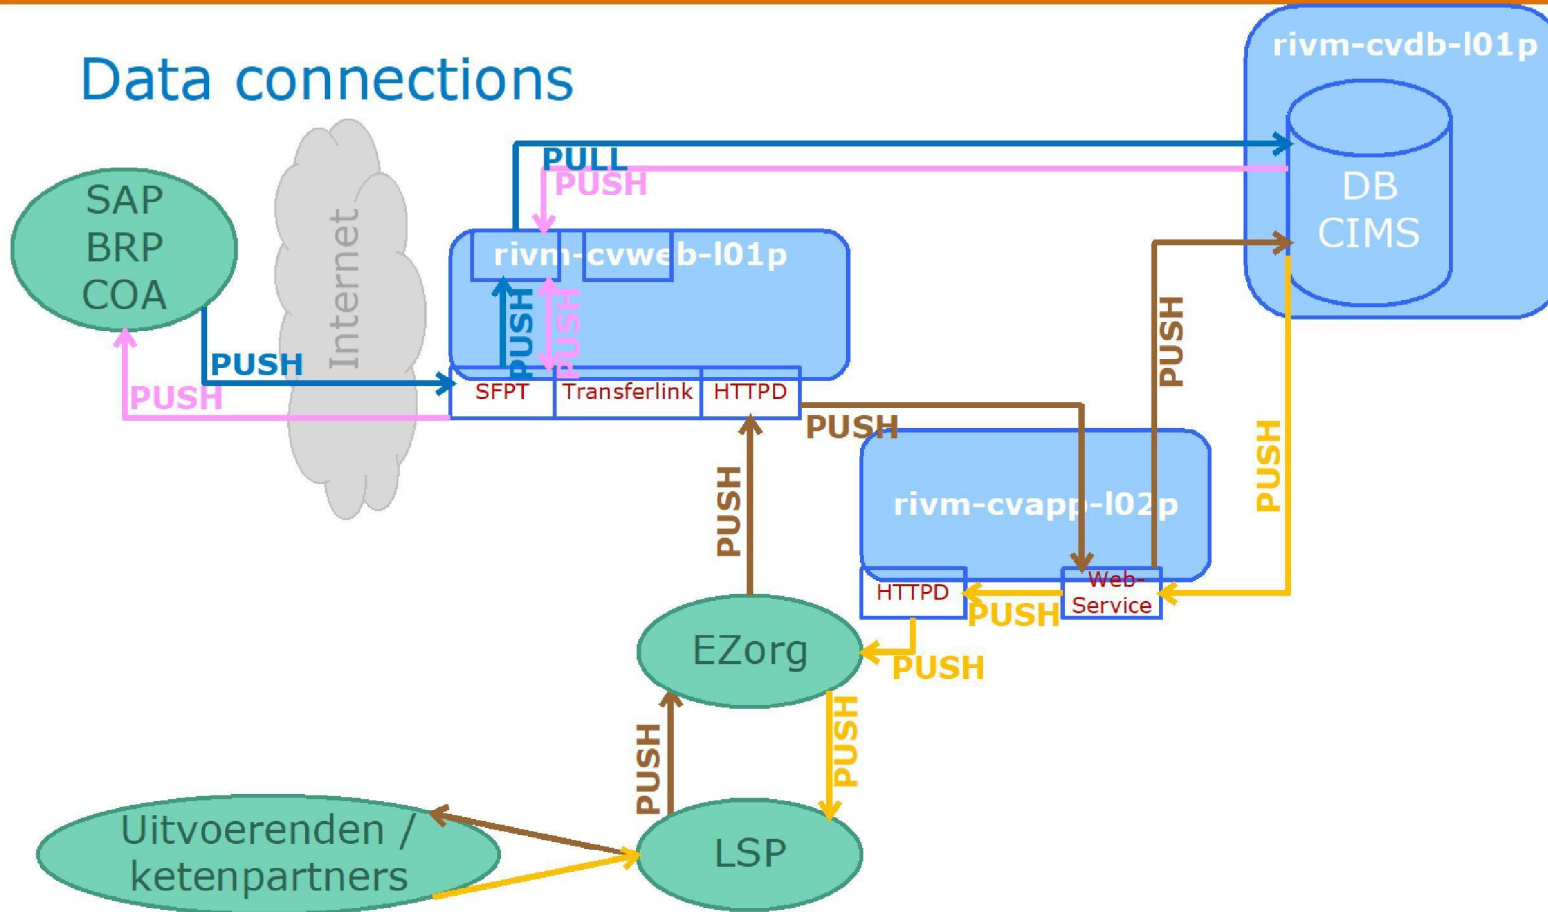 Data connections
rivm-cvdb-l01p
DB
CIMS
SAP
BRP
COA
Internet
PULL
PUSH
rivm-cvweb-l01p
PUSH
PUSH
PUSH
PUSH
SFPT
Transferlink
HTTPD
PUSH
PUSH
PUSH
PUSH
rivm-cvapp-l02p
HTTPD
Web-
Service
PUSH
PUSH
EZorg
PUSH
PUSH
LSP
Uitvoerenden /
ketenpartners